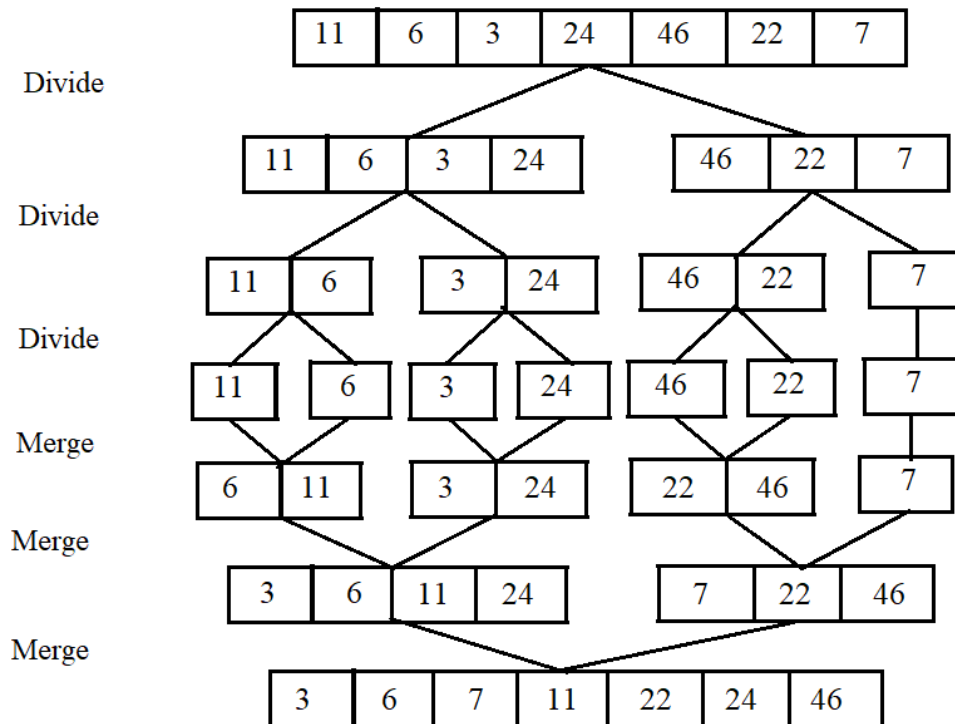 11 6 3 24 46 22 7
Divide
11 6 3 24 46 22 7
Divide
11 6 3 24 46 22 7
Divide
11 6 3 24 46 22 7
Merge
6 11 3 24 22 46 7
Merge
3 6 11 24 7 22 46
Merge
3 6 7 11 22 24 46